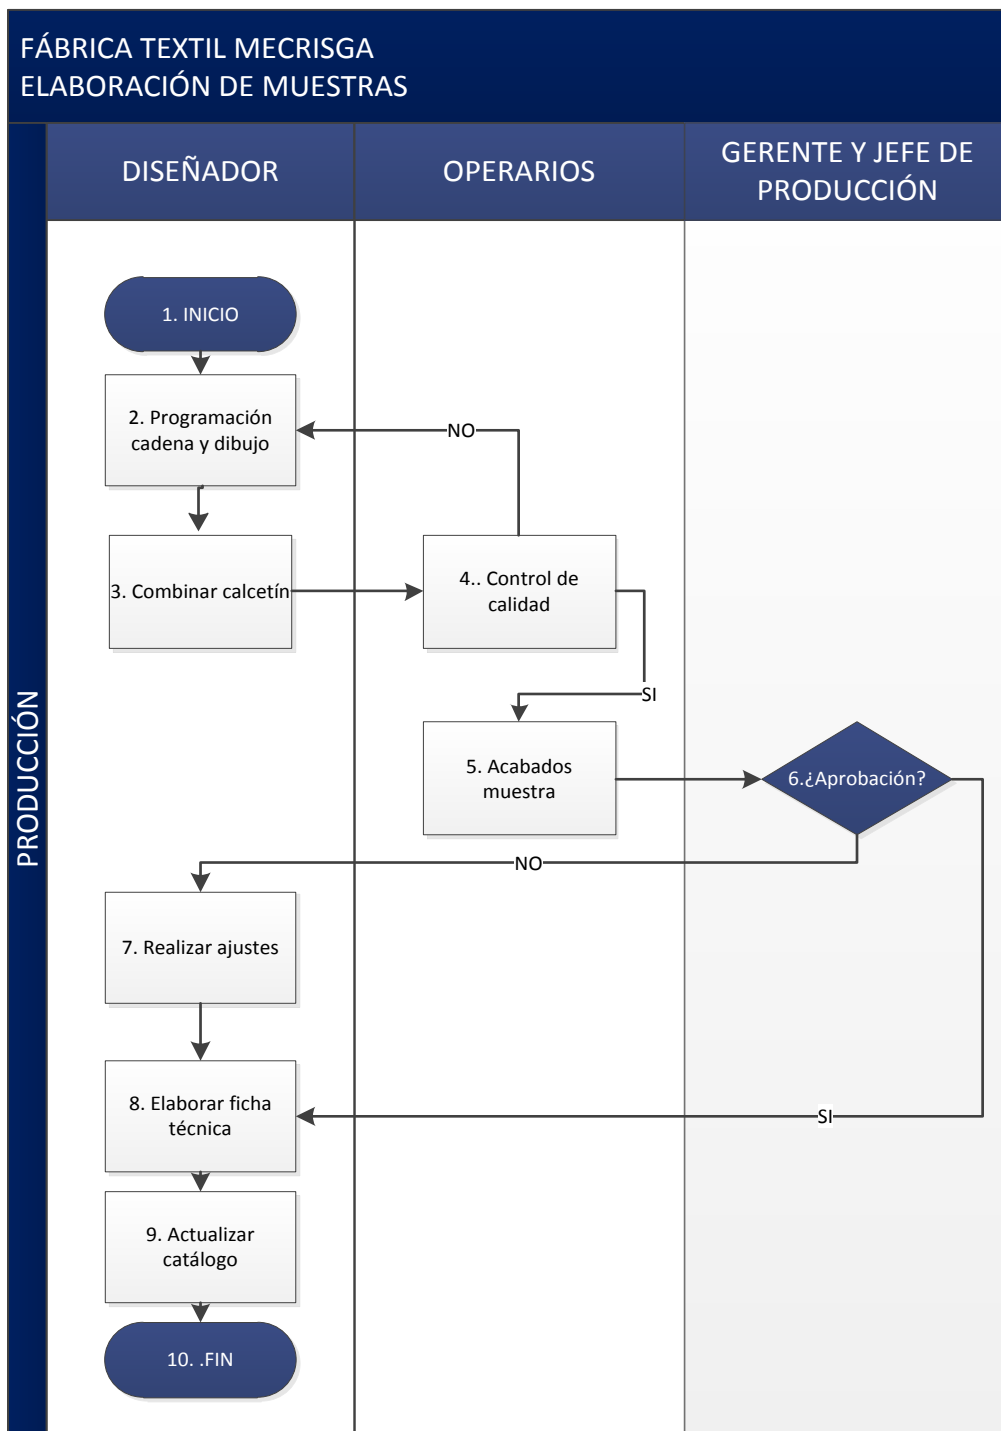 FÁBRICA TEXTIL MECRISGA
ELABORACIÓN DE MUESTRAS
PRODUCCIÓN
DISEÑADOR
OPERARIOS
GERENTE Y JEFE DE
PRODUCCIÓN
1. INICIO
2. Programación
cadena y dibujo
NO
3. Combinar calcetín
4.. Control de
calidad
SI
5. Acabados
muestra
6.¿Aprobación?
NO
7. Realizar ajustes
8. Elaborar ficha
técnica
SI
9. Actualizar
catálogo
10. .FIN